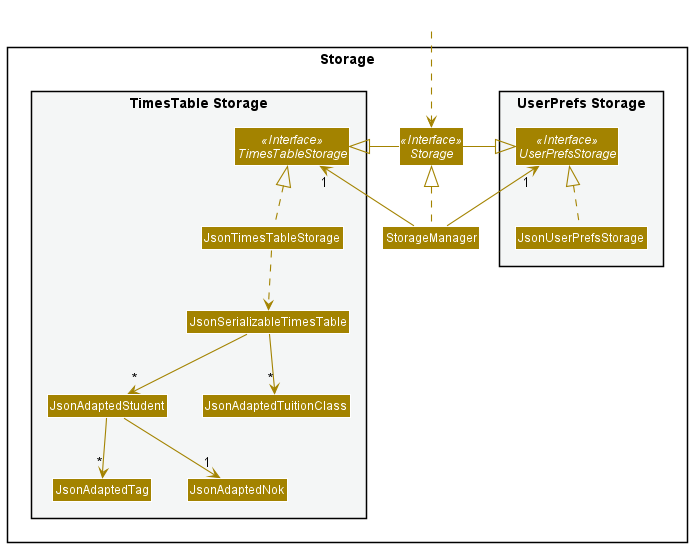 Storage
TimesTable Storage
UserPrefs Storage
«Interface»
TimesTableStorage
«Interface»
Storage
«Interface»
UserPrefsStorage
1
1
JsonTimesTableStorage
StorageManager
JsonUserPrefsStorage
JsonSerializableTimesTable
*
*
JsonAdaptedStudent
JsonAdaptedTuitionClass
*
1
JsonAdaptedTag
JsonAdaptedNok